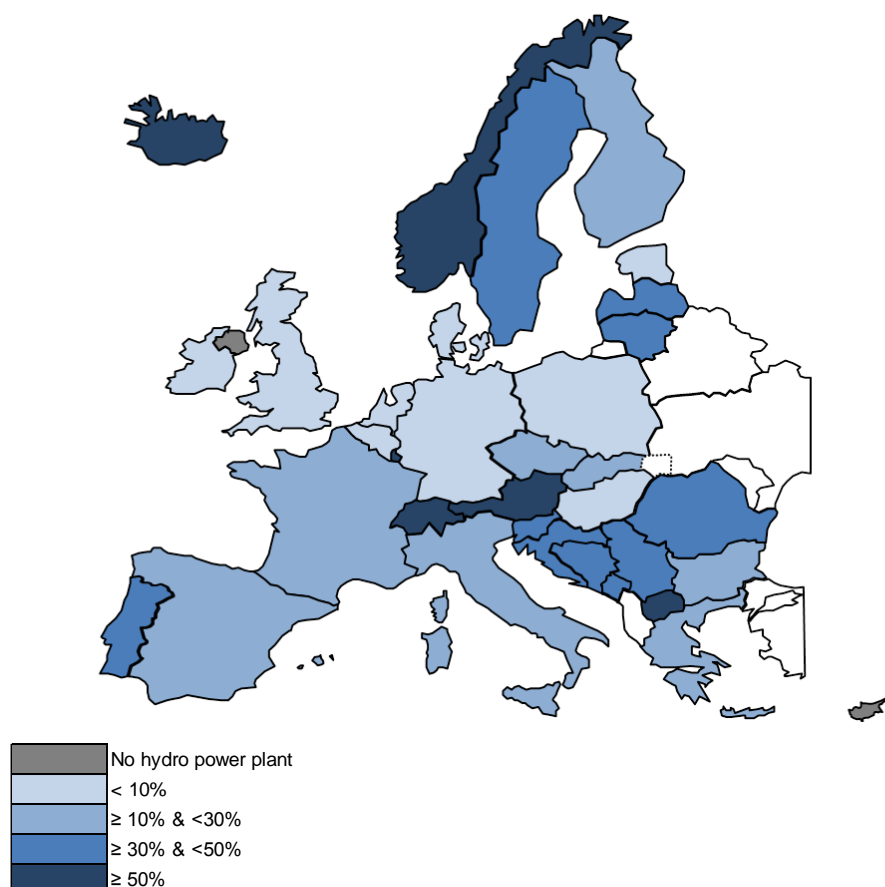 No hydro power plant
< 10%
≥ 10% & <30%
≥ 30% & <50%
≥ 50%